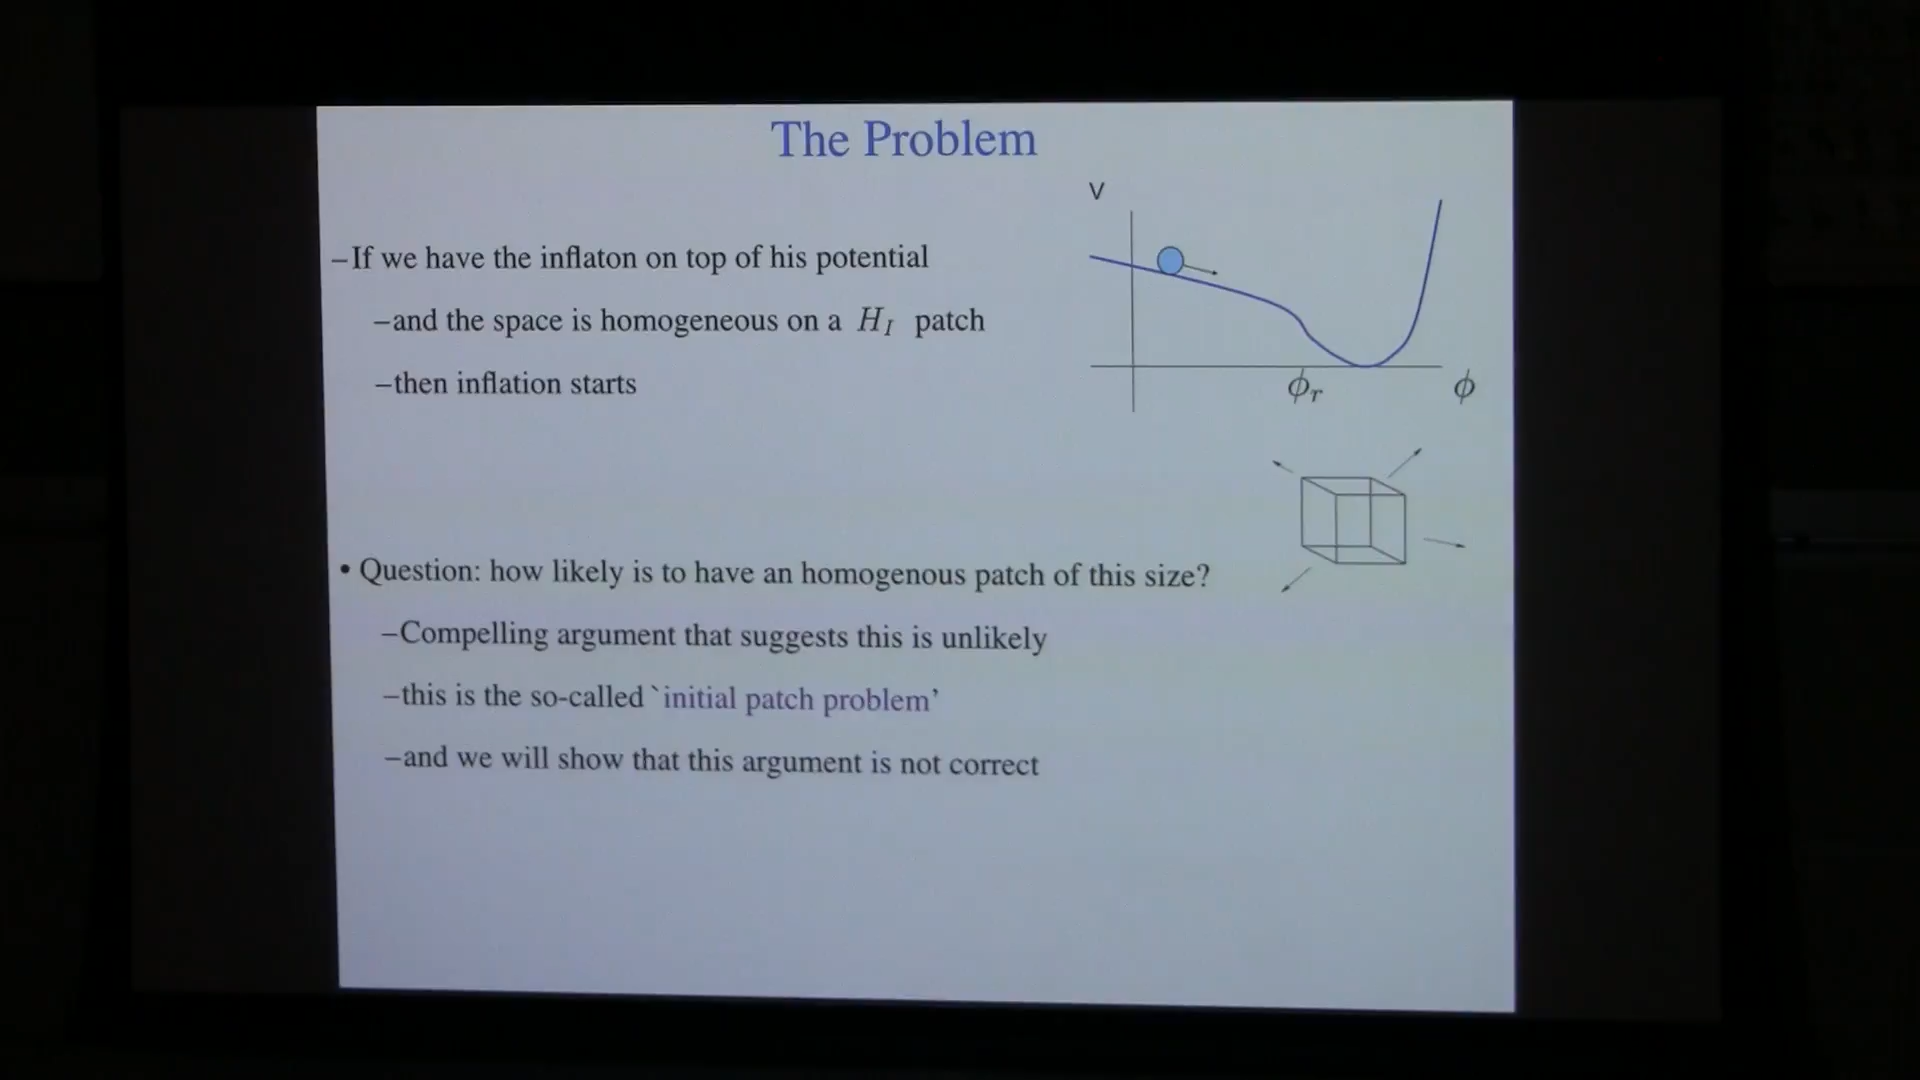 The Problem
V
–If we have the inflaton on top of his potential
–and the space is homogeneous on a H_I patch
–then inflation starts
ϕ_r
ϕ
• Question: how likely is to have an homogenous patch of this size?
–Compelling argument that suggests this is unlikely
–this is the so-called `initial patch problem'
–and we will show that this argument is not correct